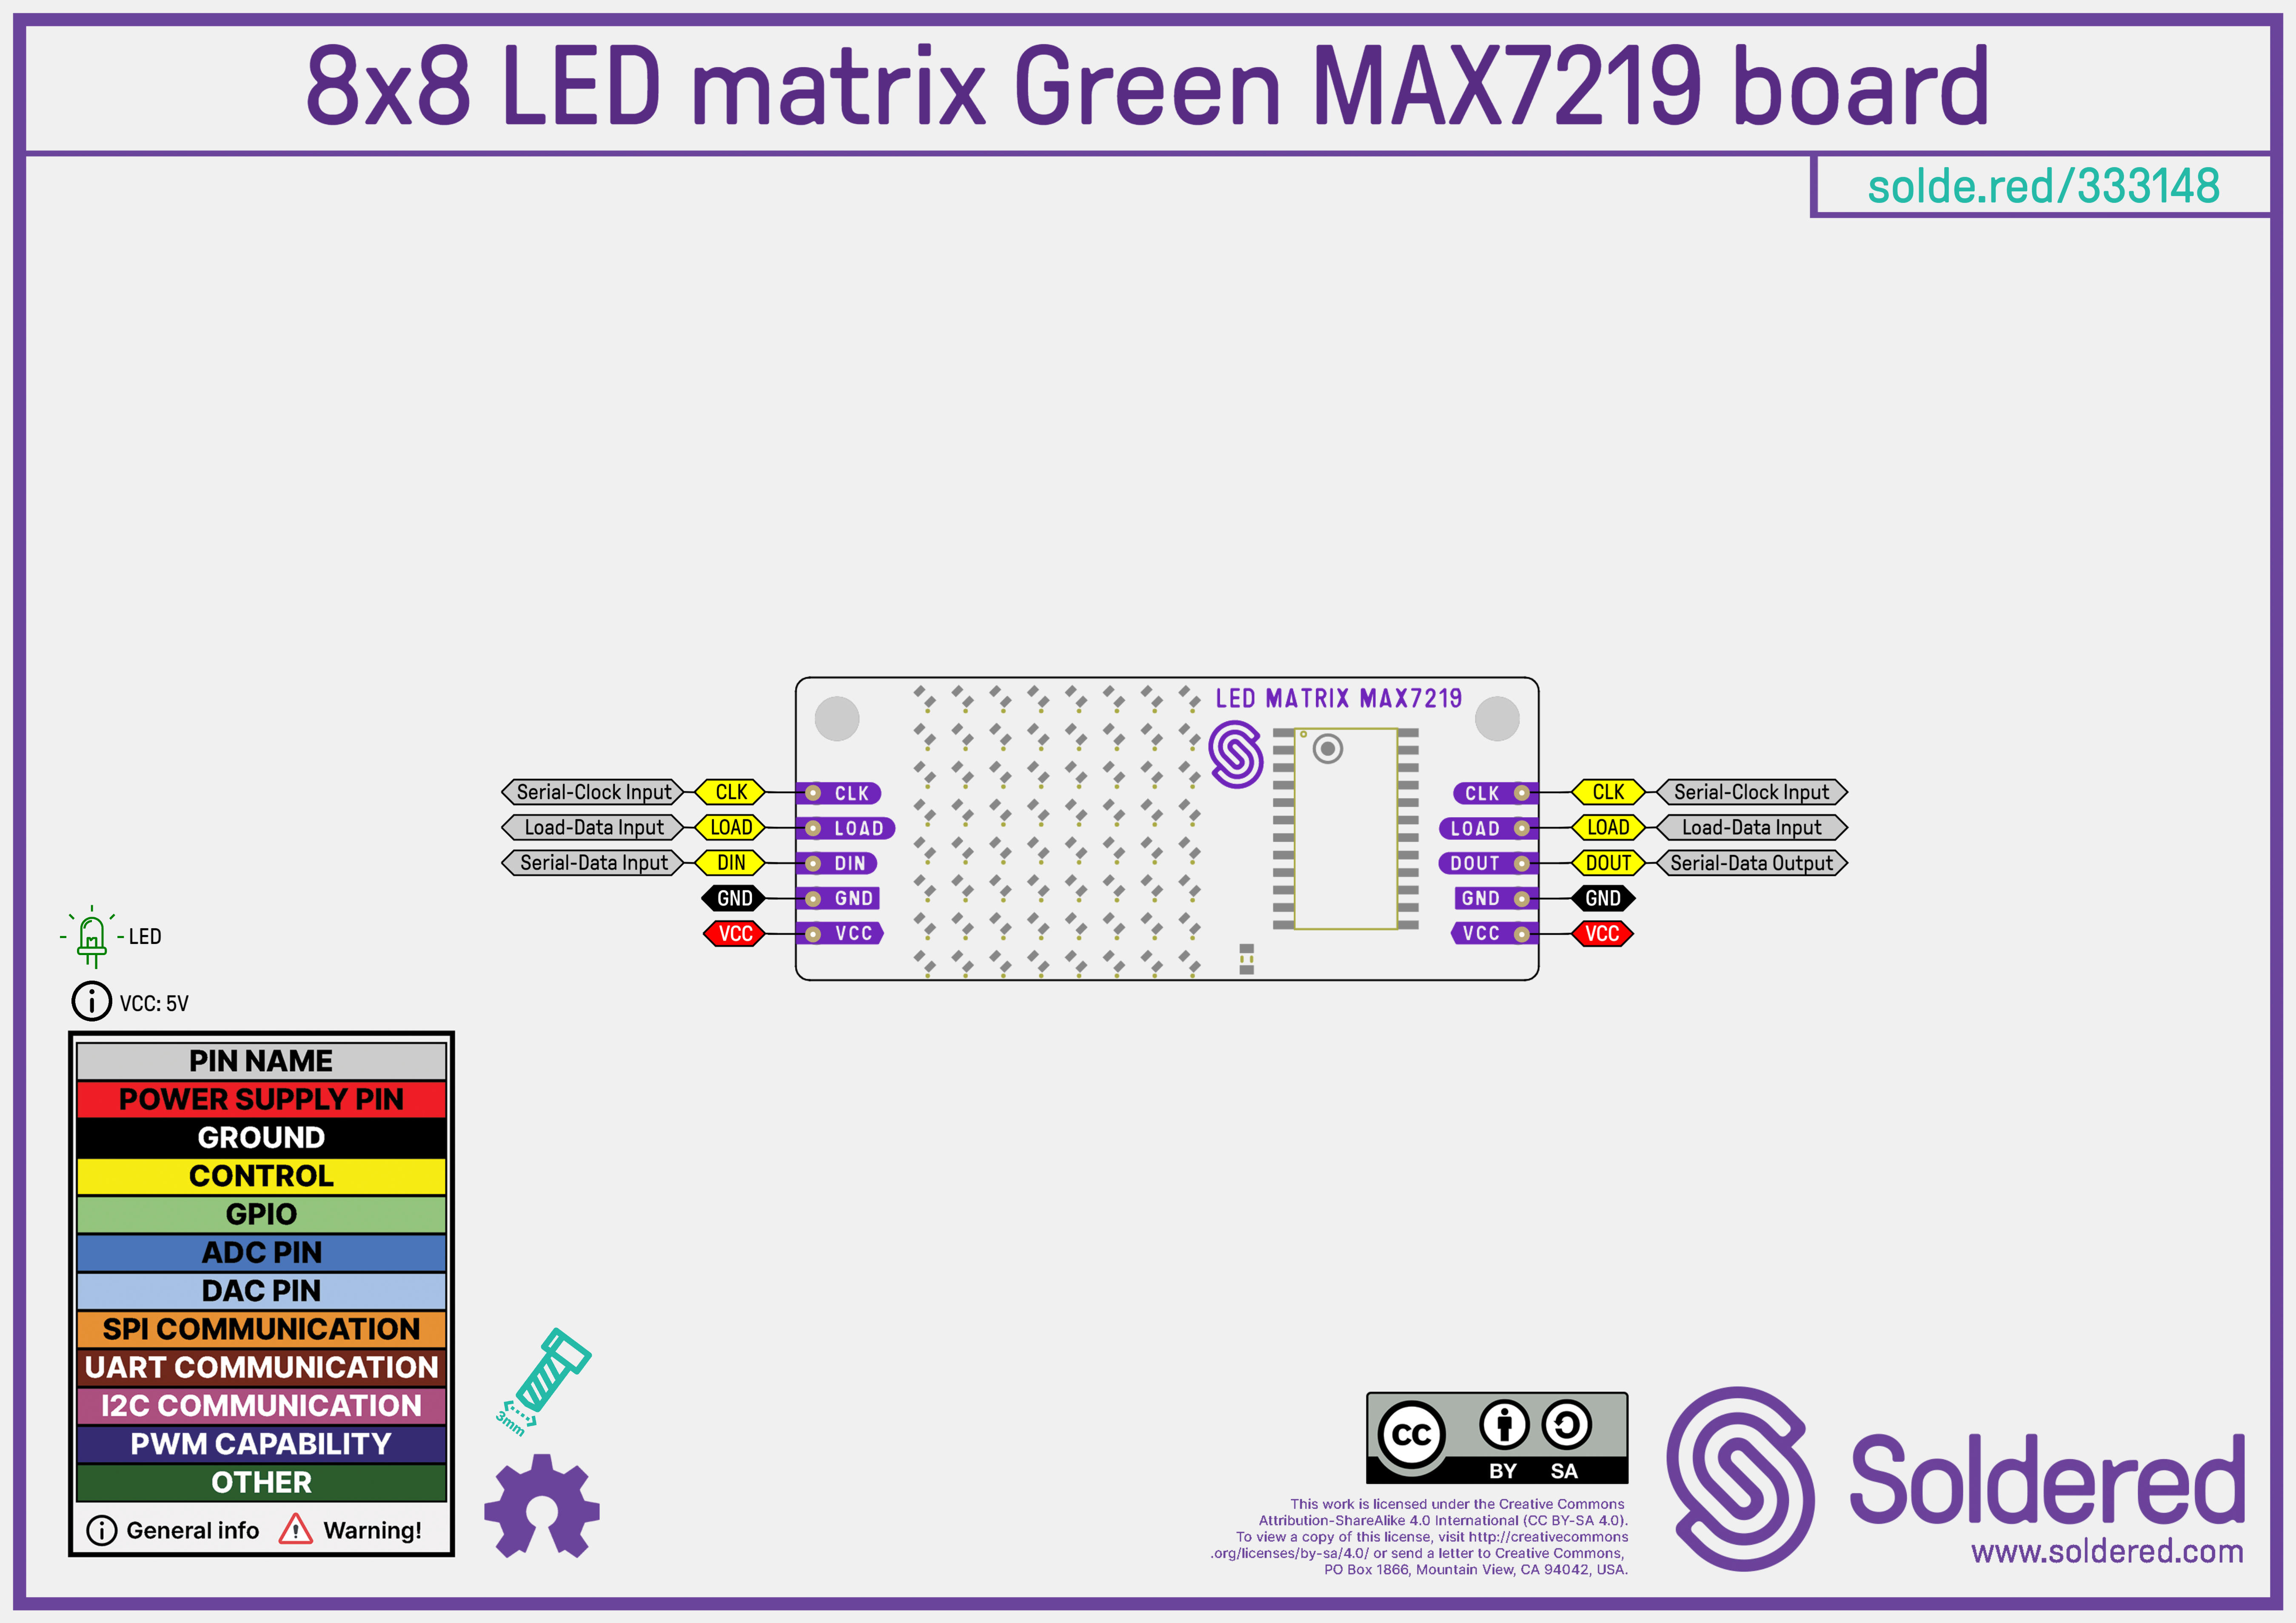 8x8 LED matrix Green MAX7219 board
solde.red/333148
LED MATRIX MAX7219
Serial-Clock Input CLK CLK CLK CLK Serial-Clock Input
Load-Data Input LOAD LOAD LOAD LOAD Load-Data Input
Serial-Data Input DIN DIN DOUT DOUT Serial-Data Output
GND GND GND GND
VCC VCC VCC VCC
LED
VCC: 5V
PIN NAME
POWER SUPPLY PIN
GROUND
CONTROL
GPIO
ADC PIN
DAC PIN
SPI COMMUNICATION
UART COMMUNICATION
I2C COMMUNICATION
PWM CAPABILITY
OTHER
General info Warning!
3mm
CC BY SA
This work is licensed under the Creative Commons
Attribution-ShareAlike 4.0 International (CC BY-SA 4.0).
To view a copy of this license, visit http://creativecommons
.org/licenses/by-sa/4.0/ or send a letter to Creative Commons,
PO Box 1866, Mountain View, CA 94042, USA.
Soldered
www.soldered.com